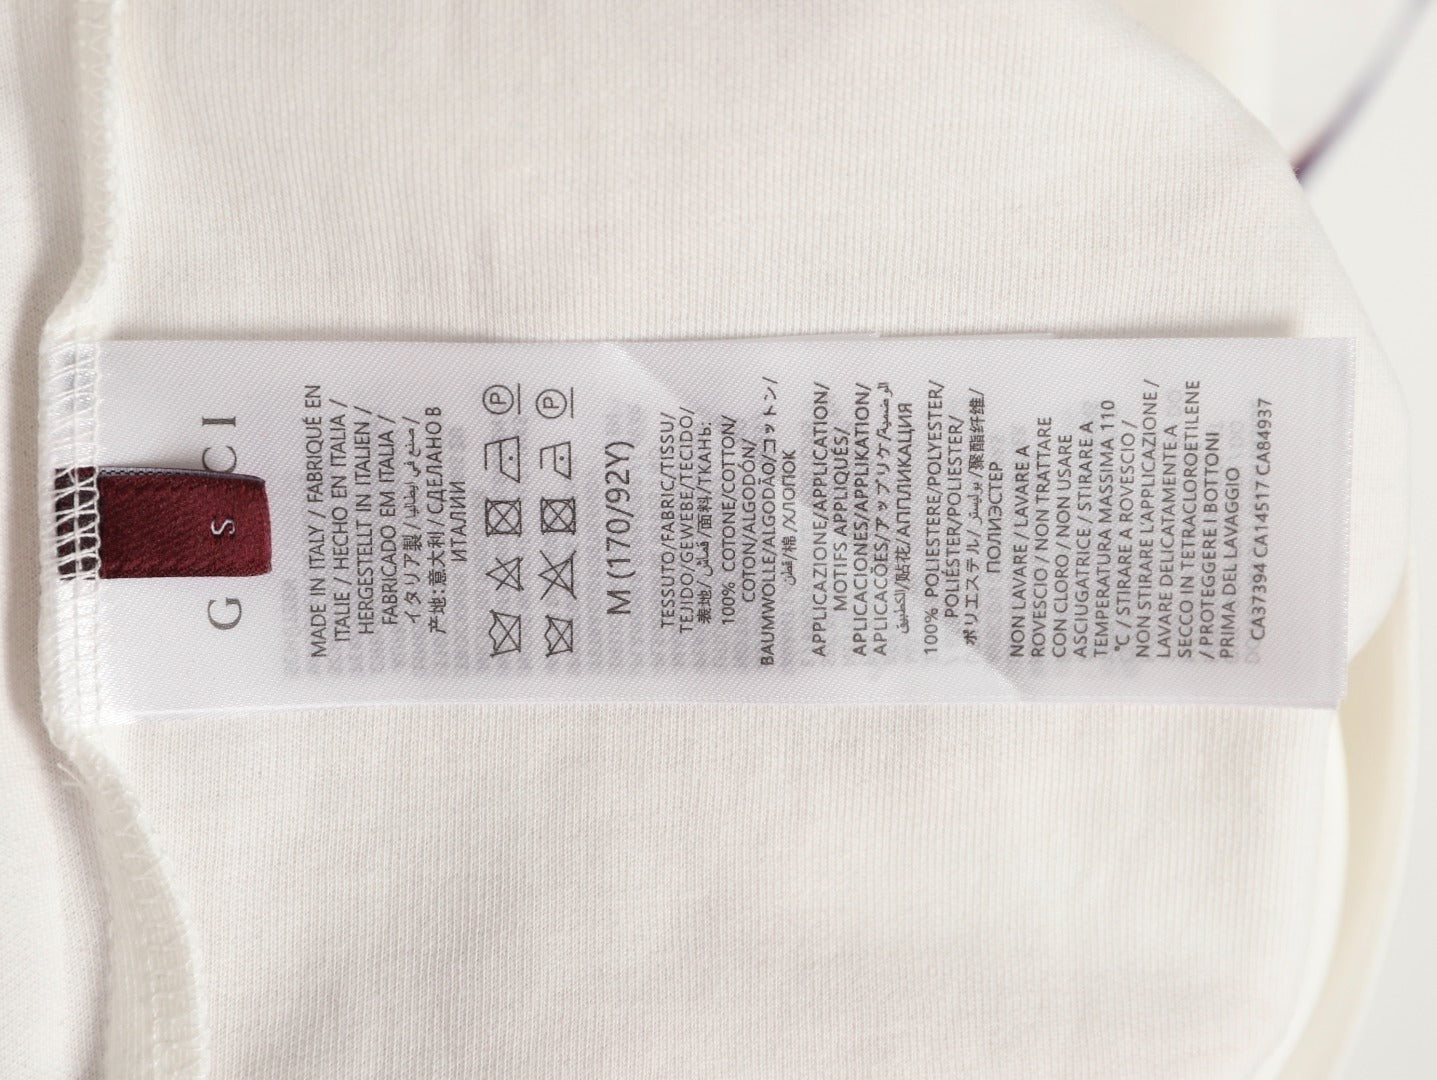 GUCCI
S
MADE IN ITALY / FABRIQUÉ EN
ITALIE / HECHO EN ITALIA /
HERGESTELLT IN ITALIEN /
FABRICADO EM ITALIA /
イタリア製 / صنع في ايطاليا /
产地:意大利 / СДЕЛАНО В
ИТАЛИИ
P
P
M (170/92Y)
TESSUTO/FABRIC/TISSU/
TEJIDO/GEWEBE/TECIDO/
表地/ قماش /面料/ТКАНЬ:
100% COTONE/COTTON/
COTON/ALGODÓN/
BAUMWOLLE/ALGODÃO/コットン/
قطن/棉/ХЛОПОК
APPLICAZIONE/APPLICATION/
MOTIFS APPLIQUÉS/
APLICACIONES/APPLIKATION/
APLICACÕES/アップリケ/الرضمية/
التطبيق/贴花/АППЛИКАЦИЯ
100% POLIESTERE/POLYESTER/
POLIÉSTER/POLIESTER/
ポリエステル/ بوليستر /聚酯纤维/
ПОЛИЭСТЕР
NON LAVARE / LAVARE A
ROVESCIO / NON TRATTARE
CON CLORO / NON USARE
ASCIUGATRICE / STIRARE A
TEMPERATURA MASSIMA 110
°C / STIRARE A ROVESCIO /
NON STIRARE L'APPLICAZIONE /
LAVARE DELICATAMENTE A
SECCO IN TETRACLOROETILENE
/ PROTEGGERE I BOTTONI
PRIMA DEL LAVAGGIO
CA37394 CA14517 CA84937